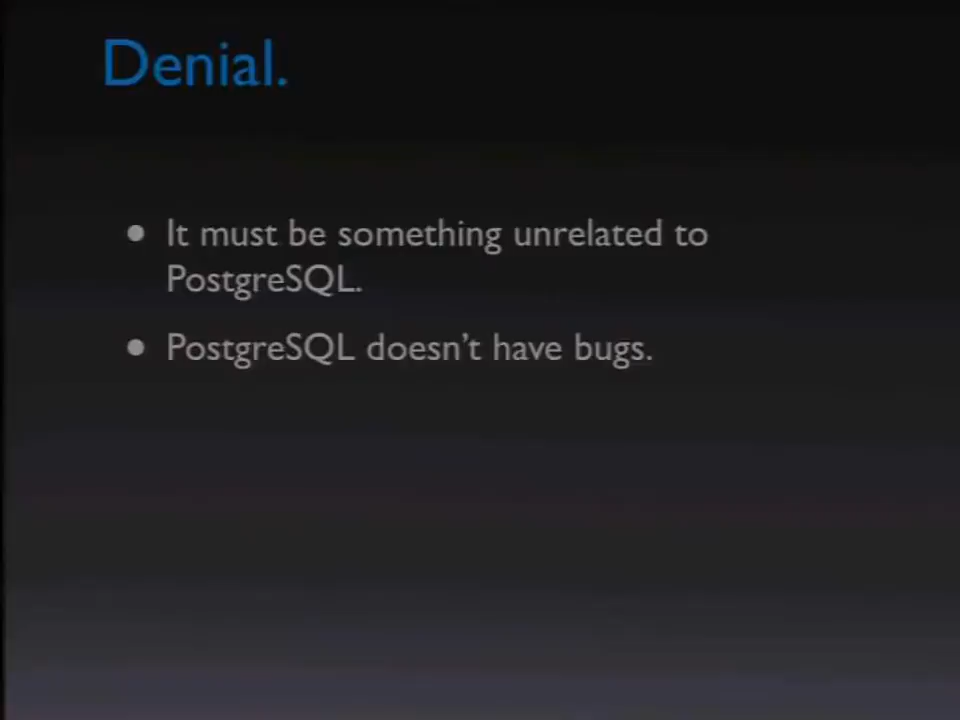 Denial.
• It must be something unrelated to
PostgreSQL.
• PostgreSQL doesn't have bugs.